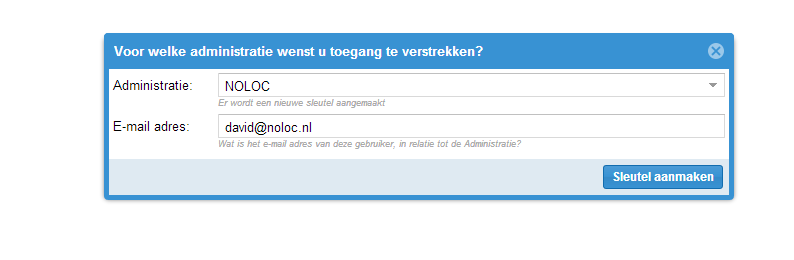 Voor welke administratie wenst u toegang te verstrekken?
Administratie: NOLOC
Er wordt een nieuwe sleutel aangemaakt
E-mail adres: david@noloc.nl
Wat is het e-mail adres van deze gebruiker, in relatie tot de Administratie?
Sleutel aanmaken